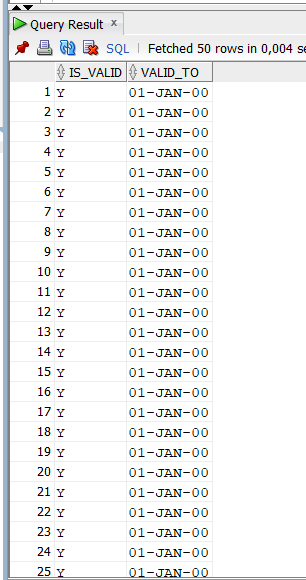 Query Result x
SQL | Fetched 50 rows in 0,004 se
IS_VALID VALID_TO
1 Y 01-JAN-00
2 Y 01-JAN-00
3 Y 01-JAN-00
4 Y 01-JAN-00
5 Y 01-JAN-00
6 Y 01-JAN-00
7 Y 01-JAN-00
8 Y 01-JAN-00
9 Y 01-JAN-00
10 Y 01-JAN-00
11 Y 01-JAN-00
12 Y 01-JAN-00
13 Y 01-JAN-00
14 Y 01-JAN-00
15 Y 01-JAN-00
16 Y 01-JAN-00
17 Y 01-JAN-00
18 Y 01-JAN-00
19 Y 01-JAN-00
20 Y 01-JAN-00
21 Y 01-JAN-00
22 Y 01-JAN-00
23 Y 01-JAN-00
24 Y 01-JAN-00
25 Y 01-JAN-00